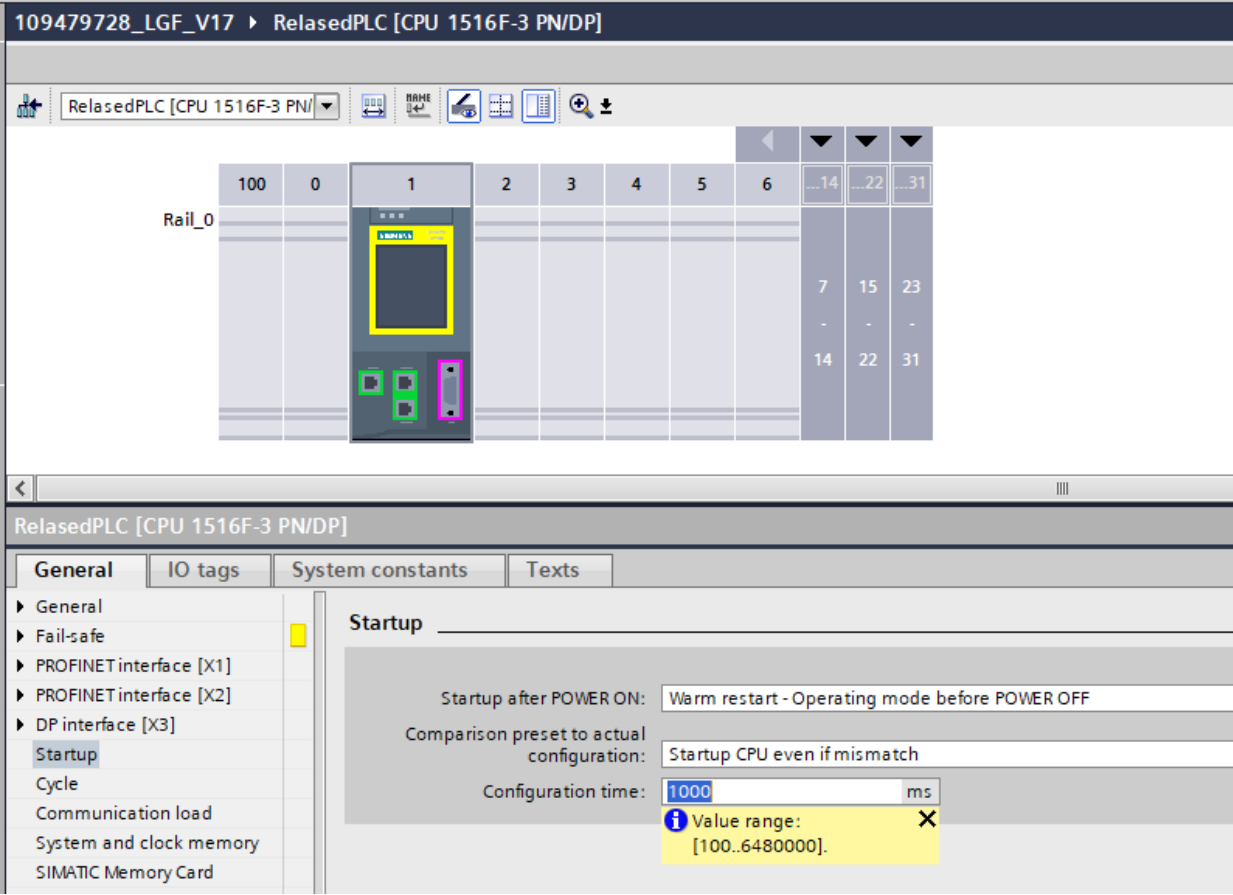 109479728_LGF_V17 ▸ RelasedPLC [CPU 1516F-3 PN/DP]
RelasedPLC [CPU 1516F-3 PN/
NAME
100 0 1 2 3 4 5 6 ...14 ...22 ...31
Rail_0
SIEMENS
7 15 23
- - -
14 22 31
RelasedPLC [CPU 1516F-3 PN/DP]
General IO tags System constants Texts
General
Fail-safe
PROFINET interface [X1]
PROFINET interface [X2]
DP interface [X3]
Startup
Cycle
Communication load
System and clock memory
SIMATIC Memory Card
Startup
Startup after POWER ON: Warm restart - Operating mode before POWER OFF
Comparison preset to actual
configuration: Startup CPU even if mismatch
Configuration time: 1000 ms
Value range:
[100..6480000].